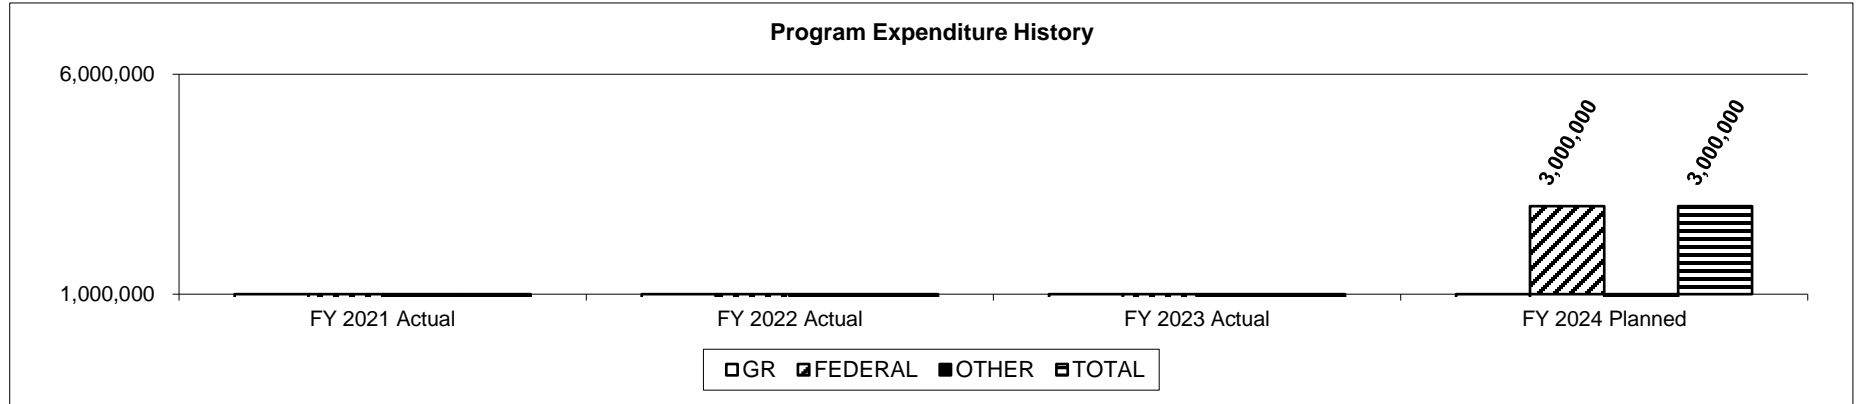 Program Expenditure History
6,000,000
3,000,000
3,000,000
1,000,000
FY 2021 Actual
FY 2022 Actual
FY 2023 Actual
FY 2024 Planned
GR FEDERAL OTHER TOTAL